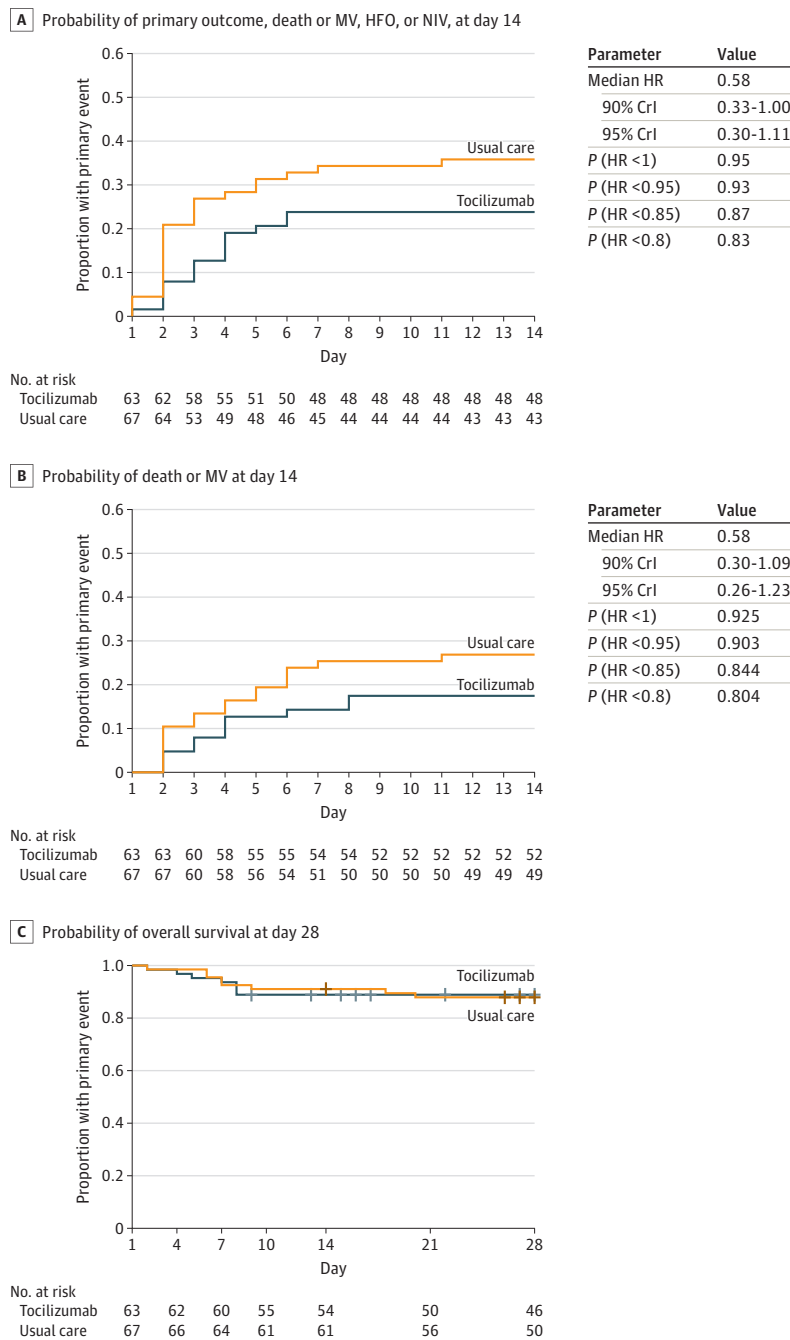 A Probability of primary outcome, death or MV, HFO, or NIV, at day 14
Proportion with primary event
0.6
0.5
0.4
0.3
0.2
0.1
0
Usual care
Tocilizumab
1 2 3 4 5 6 7 8 9 10 11 12 13 14
Day
No. at risk
Tocilizumab 63 62 58 55 51 50 48 48 48 48 48 48 48 48
Usual care 67 64 53 49 48 46 45 44 44 44 44 43 43 43
Parameter Value
Median HR 0.58
90% CrI 0.33-1.00
95% CrI 0.30-1.11
P (HR <1) 0.95
P (HR <0.95) 0.93
P (HR <0.85) 0.87
P (HR <0.8) 0.83
B Probability of death or MV at day 14
Proportion with primary event
0.6
0.5
0.4
0.3
0.2
0.1
0
Usual care
Tocilizumab
1 2 3 4 5 6 7 8 9 10 11 12 13 14
Day
No. at risk
Tocilizumab 63 63 60 58 55 55 54 54 52 52 52 52 52 52
Usual care 67 67 60 58 56 54 51 50 50 50 50 49 49 49
Parameter Value
Median HR 0.58
90% CrI 0.30-1.09
95% CrI 0.26-1.23
P (HR <1) 0.925
P (HR <0.95) 0.903
P (HR <0.85) 0.844
P (HR <0.8) 0.804
C Probability of overall survival at day 28
Proportion with primary event
1.0
0.8
0.6
0.4
0.2
0
Tocilizumab
Usual care
1 4 7 10 14 21 28
Day
No. at risk
Tocilizumab 63 62 60 55 54 50 46
Usual care 67 66 64 61 61 56 50